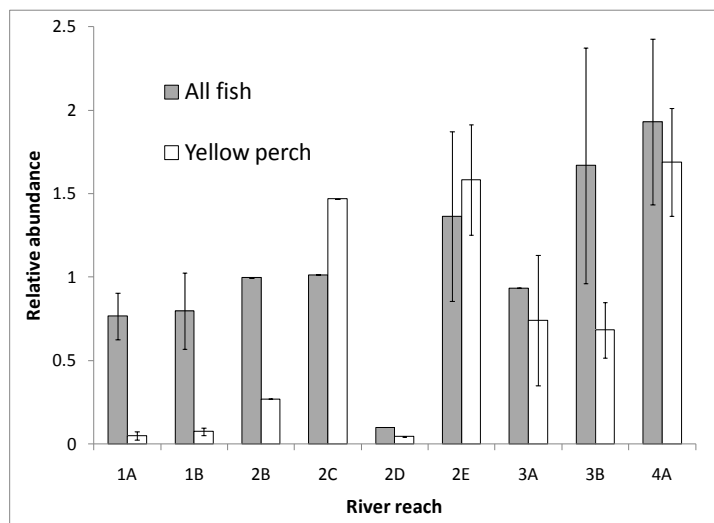 2.5
All fish
2
Yellow perch
1.5
1
0.5
0
Relative abundance
1A 1B 2B 2C 2D 2E 3A 3B 4A
River reach